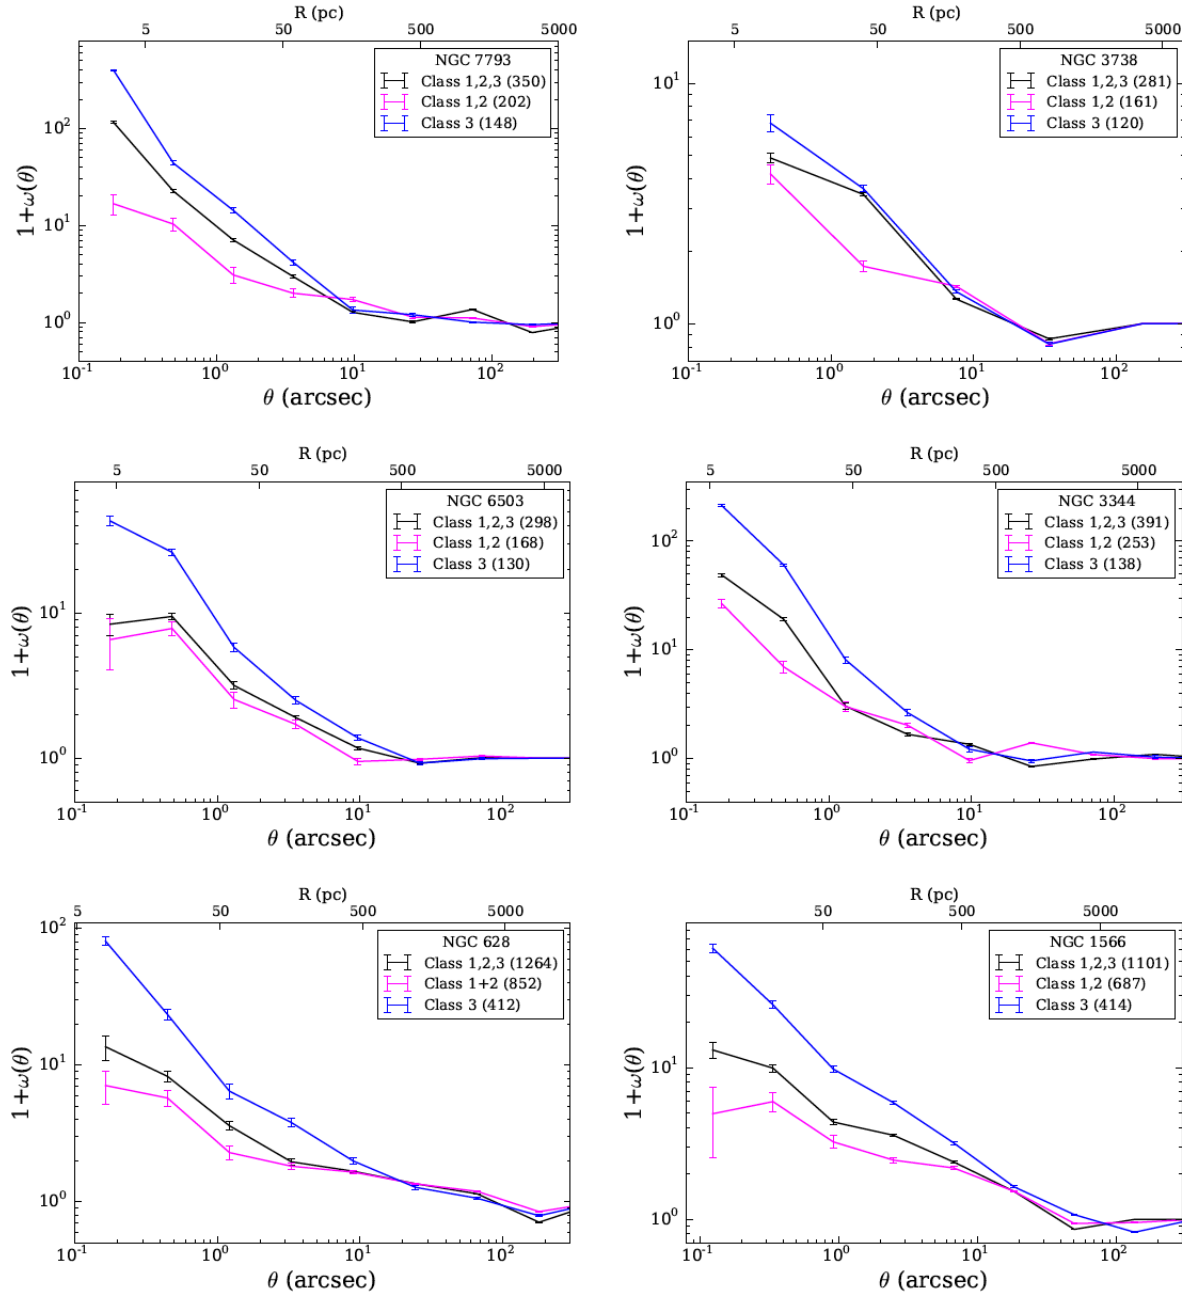 R (pc)
5 50 500 5000
NGC 7793
Class 1,2,3 (350)
Class 1,2 (202)
Class 3 (148)
10² 
10¹
10⁰
1+ω(θ)
10⁻¹ 10⁰ 10¹ 10²
θ (arcsec)
R (pc)
5 50 500 5000
NGC 3738
Class 1,2,3 (281)
Class 1,2 (161)
Class 3 (120)
10¹
10⁰
1+ω(θ)
10⁻¹ 10⁰ 10¹ 10²
θ (arcsec)
R (pc)
5 50 500 5000
NGC 6503
Class 1,2,3 (298)
Class 1,2 (168)
Class 3 (130)
10¹
10⁰
1+ω(θ)
10⁻¹ 10⁰ 10¹ 10²
θ (arcsec)
R (pc)
5 50 500 5000
NGC 3344
Class 1,2,3 (391)
Class 1,2 (253)
Class 3 (138)
10²
10¹
10⁰
1+ω(θ)
10⁻¹ 10⁰ 10¹ 10²
θ (arcsec)
R (pc)
5 50 500 5000
NGC 628
Class 1,2,3 (1264)
Class 1+2 (852)
Class 3 (412)
10²
10¹
10⁰
1+ω(θ)
10⁻¹ 10⁰ 10¹ 10²
θ (arcsec)
R (pc)
50 500 5000
NGC 1566
Class 1,2,3 (1101)
Class 1,2 (687)
Class 3 (414)
10¹
10⁰
1+ω(θ)
10⁻¹ 10⁰ 10¹ 10²
θ (arcsec)